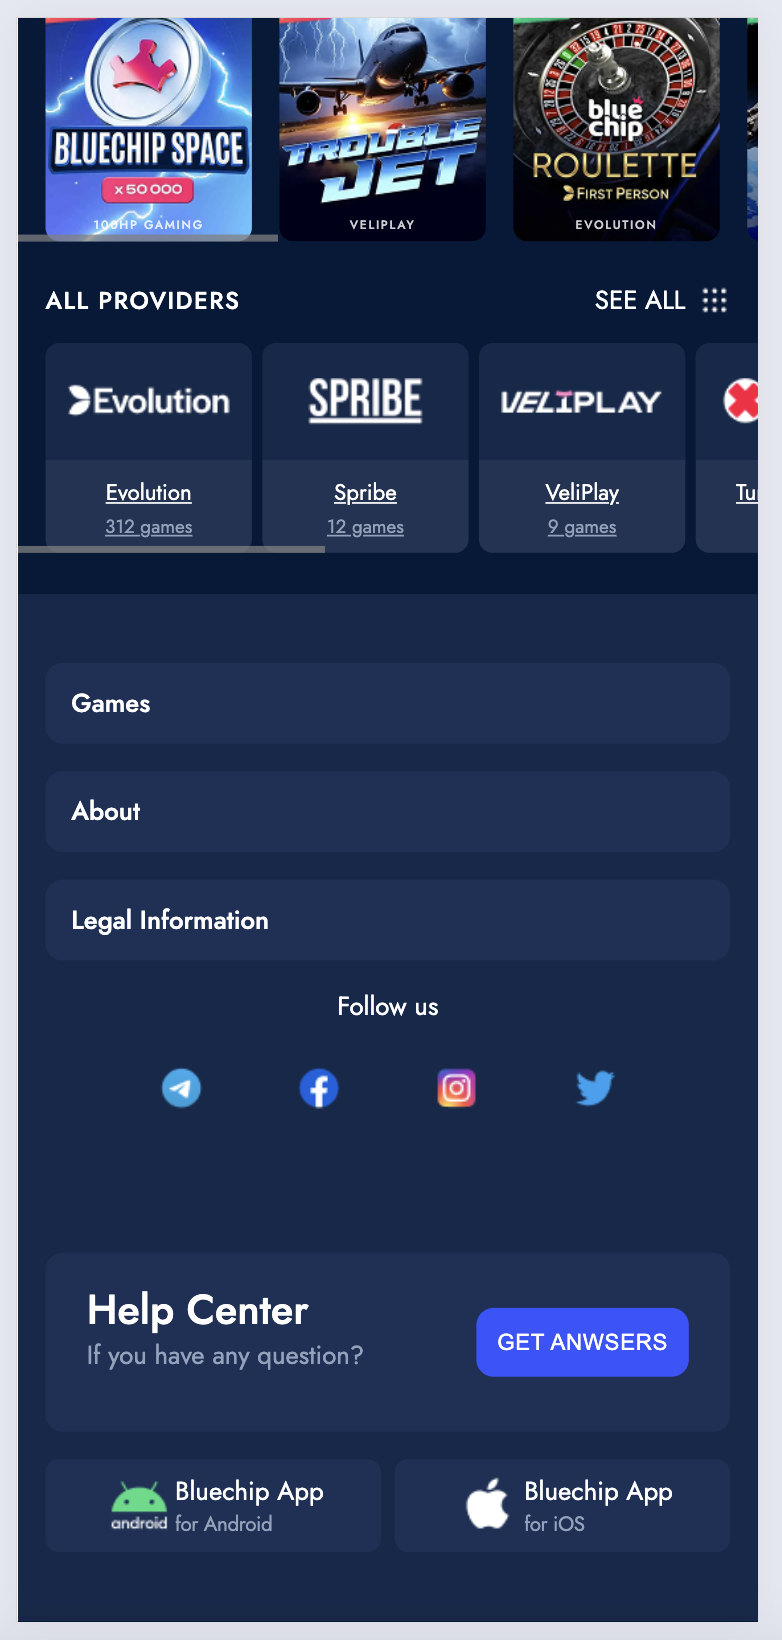 BLUECHIP SPACE
x50 000
100HP GAMING
TROUBLE
JET
VELIPLAY
blue
chip
ROULETTE
FIRST PERSON
EVOLUTION
ALL PROVIDERS
SEE ALL
Evolution
SPRIBE
VELIPLAY
Evolution
312 games
Spribe
12 games
VeliPlay
9 games
Tu
Games
About
Legal Information
Follow us
Help Center
If you have any question?
GET ANWSERS
android
Bluechip App
for Android
Bluechip App
for iOS